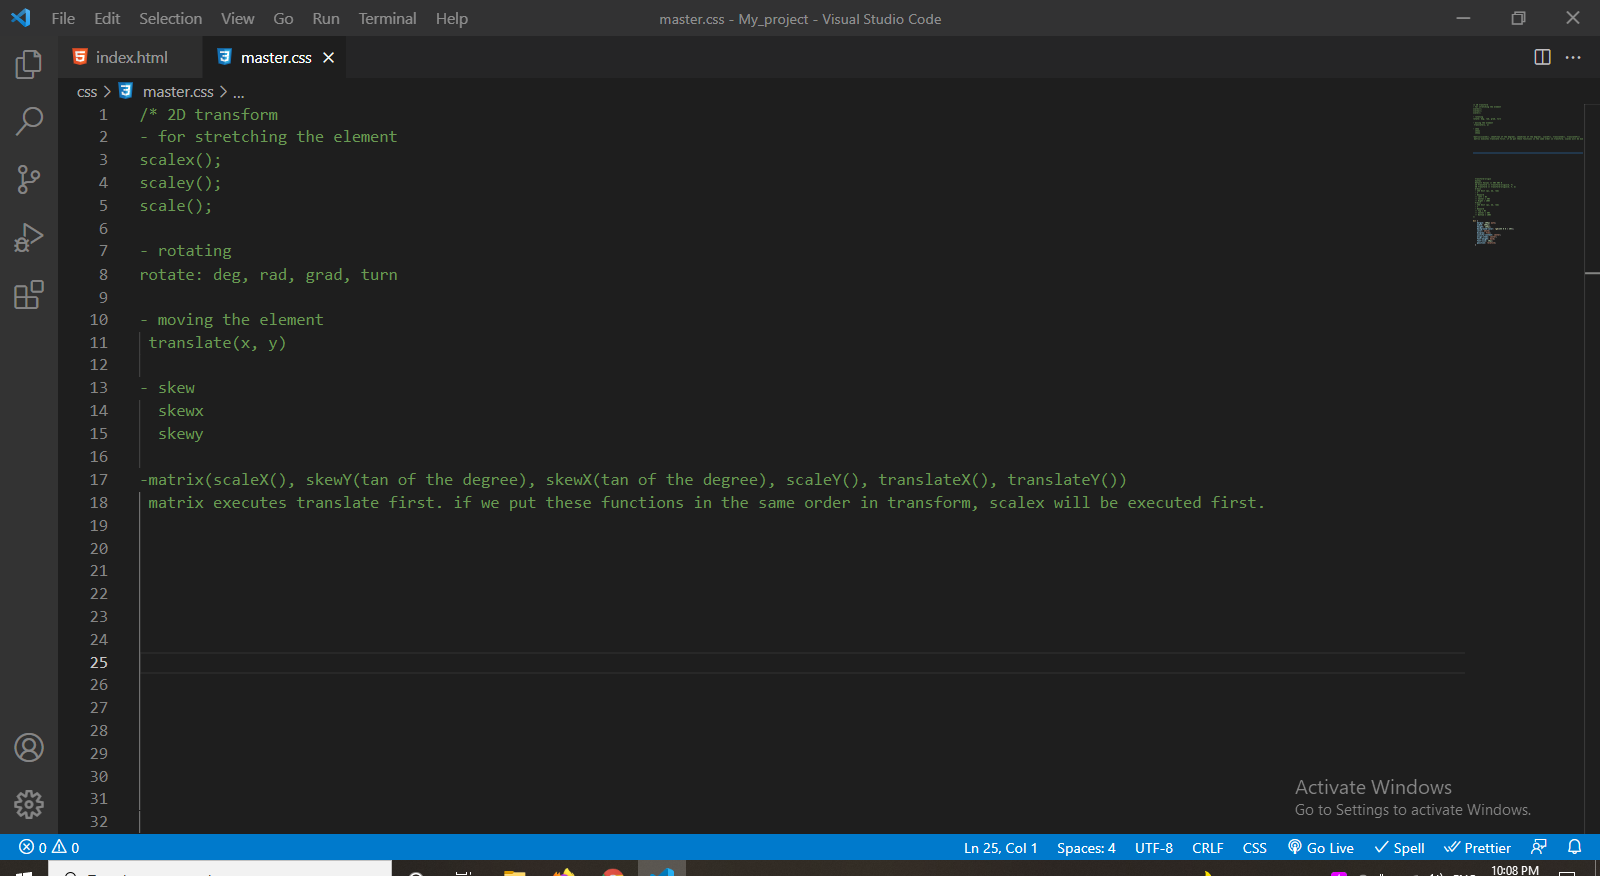 File Edit Selection View Go Run Terminal Help
master.css - My_project - Visual Studio Code
index.html
master.css
css > master.css > ...
1 /* 2D transform
2 - for stretching the element
3 scalex();
4 scaley();
5 scale();
6
7 - rotating
8 rotate: deg, rad, grad, turn
9
10 - moving the element
11 translate(x, y)
12
13 - skew
14 skewx
15 skewy
16
17 -matrix(scaleX(), skewY(tan of the degree), skewX(tan of the degree), scaleY(), translateX(), translateY())
18 matrix executes translate first. if we put these functions in the same order in transform, scalex will be executed first.
19
20
21
22
23
24
25
26
27
28
29
30
31
32
Activate Windows
Go to Settings to activate Windows.
0 0
Ln 25, Col 1 Spaces: 4 UTF-8 CRLF CSS Go Live Spell Prettier
10:08 PM